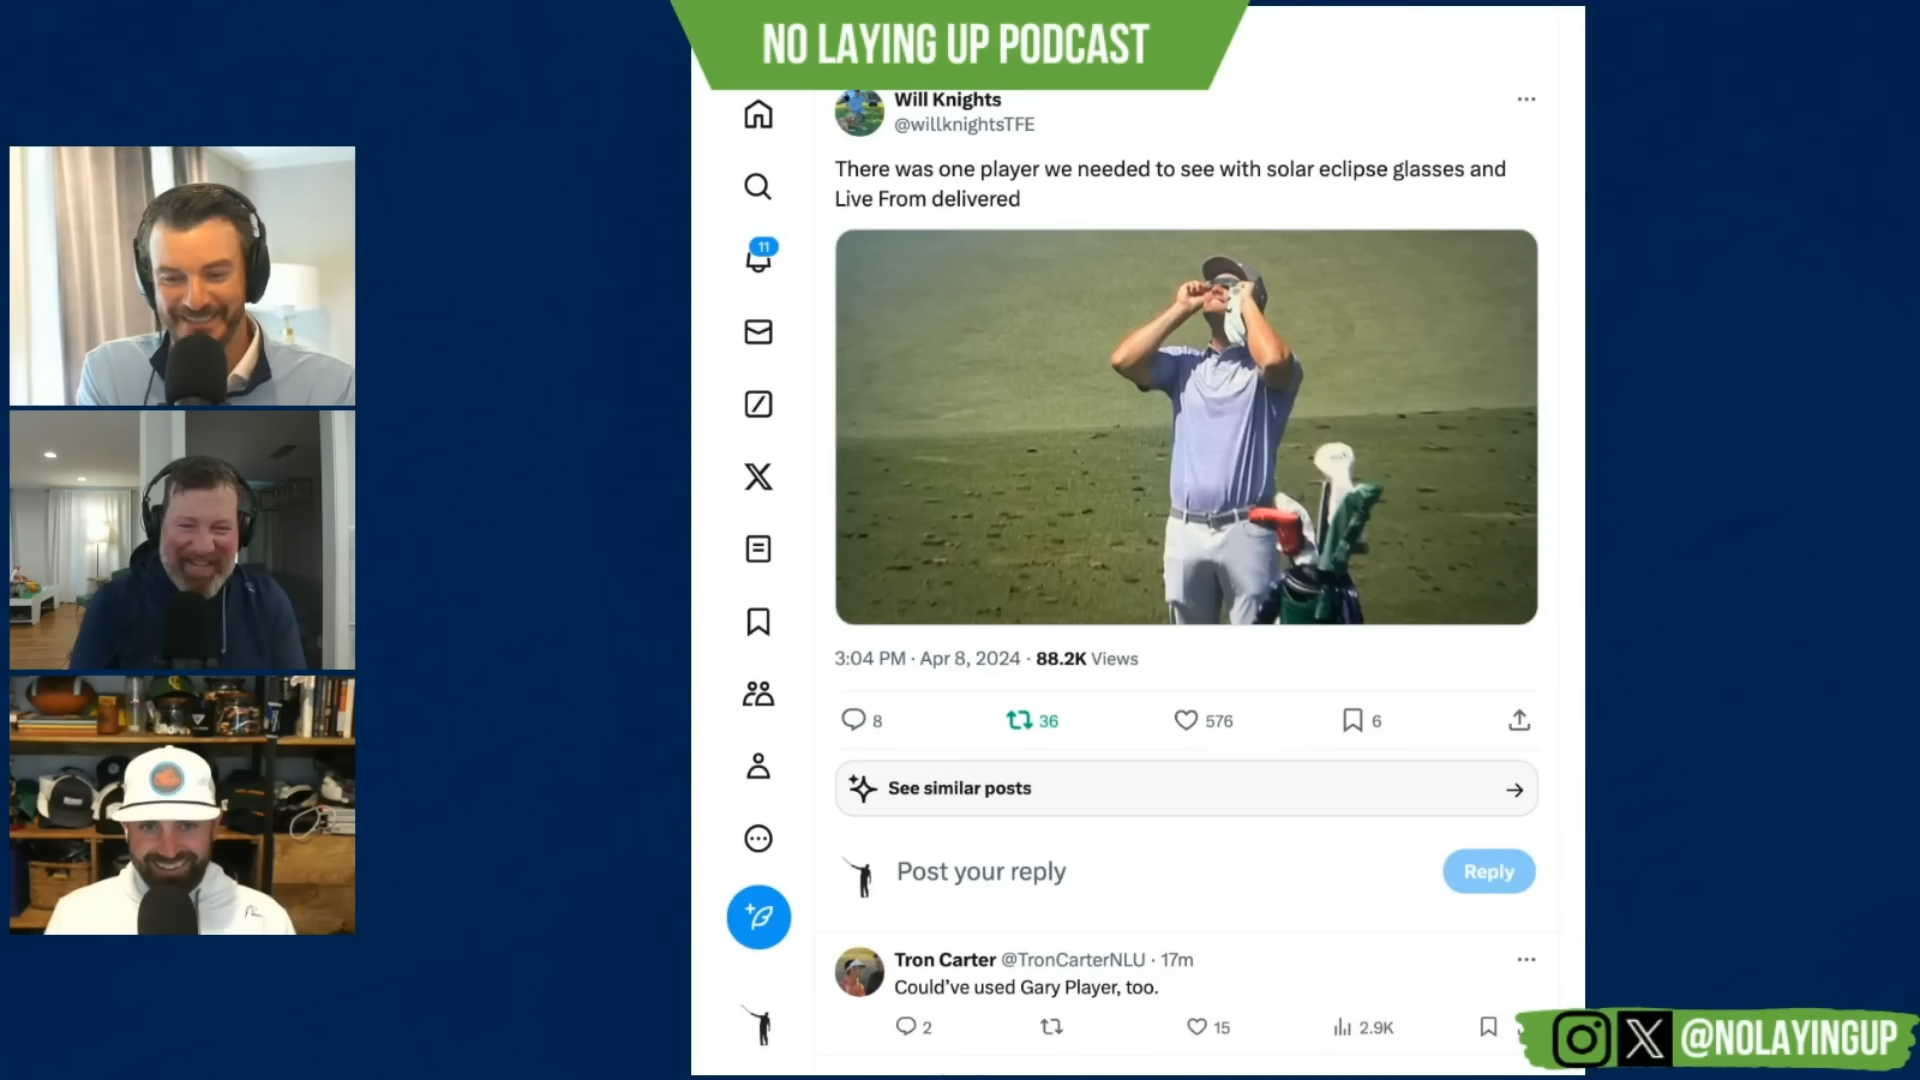 NO LAYING UP PODCAST
Will Knights
@willknightsTFE
There was one player we needed to see with solar eclipse glasses and
Live From delivered
11
3:04 PM · Apr 8, 2024 · 88.2K Views
8 36 576 6
See similar posts
Post your reply
Reply
Tron Carter @TronCarterNLU · 17m
Could've used Gary Player, too.
2 15 2.9K
@NOLAYINGUP